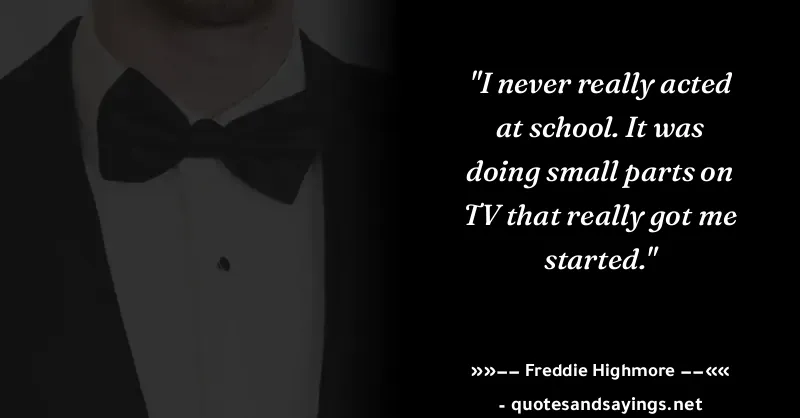 "I never really acted
at school. It was
doing small parts on
TV that really got me
started."
»»−− Freddie Highmore −−««
- quotesandsayings.net